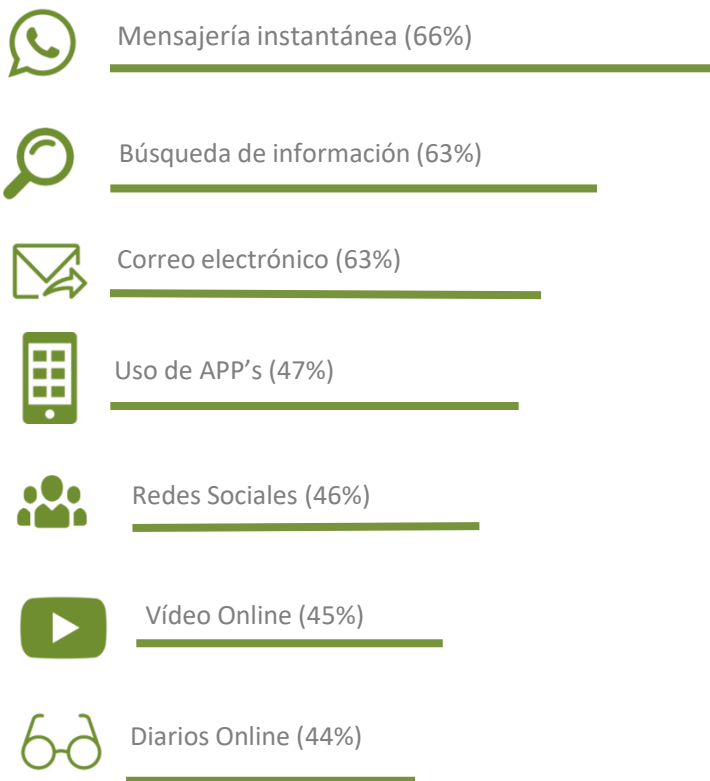 Mensajería instantánea (66%)
Búsqueda de información (63%)
Correo electrónico (63%)
Uso de APP’s (47%)
Redes Sociales (46%)
Vídeo Online (45%)
Diarios Online (44%)